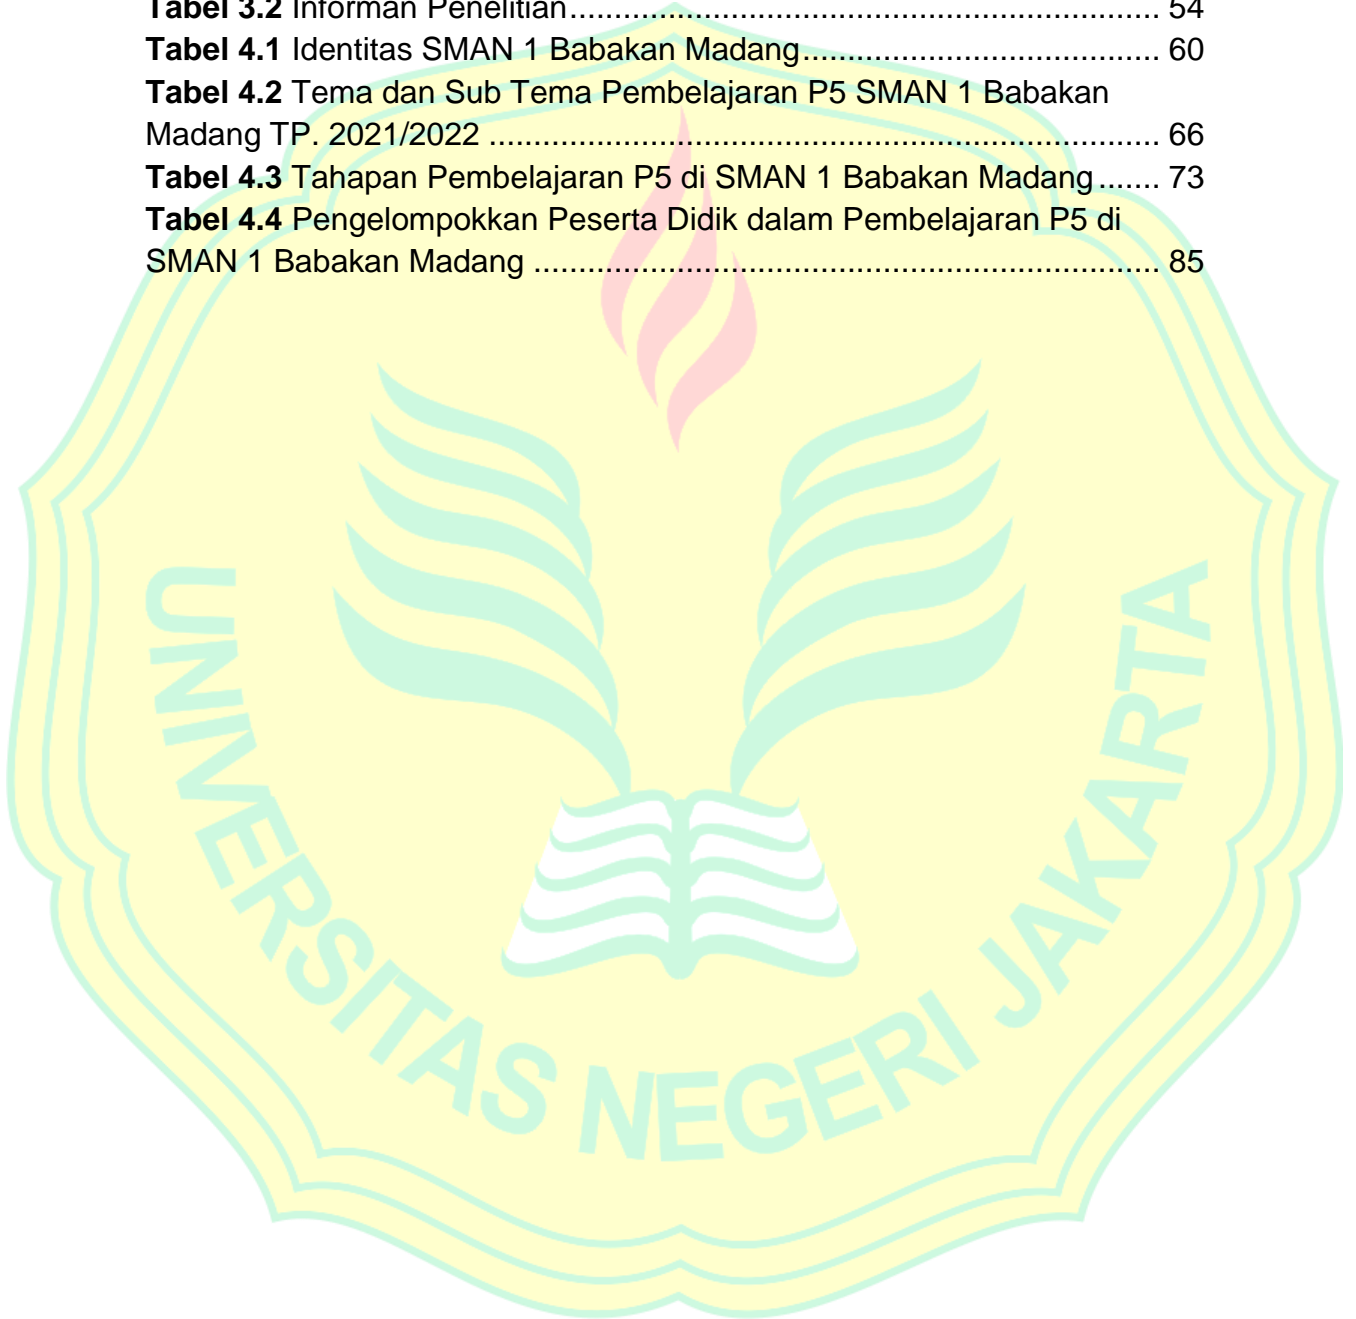 Tabel 3.2 Informan Penelitian....................................................................... 54
Tabel 4.1 Identitas SMAN 1 Babakan Madang........................................... 60
Tabel 4.2 Tema dan Sub Tema Pembelajaran P5 SMAN 1 Babakan
Madang TP. 2021/2022 ................................................................................ 66
Tabel 4.3 Tahapan Pembelajaran P5 di SMAN 1 Babakan Madang....... 73
Tabel 4.4 Pengelompokkan Peserta Didik dalam Pembelajaran P5 di
SMAN 1 Babakan Madang ........................................................................... 85
UNIVERSITAS NEGERI JAKARTA